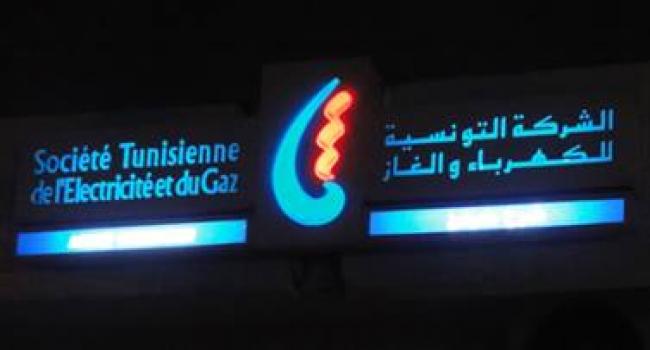 Société Tunisienne
de l'Electricité et du Gaz
الشركة التونسية
للكهرباء و الغاز